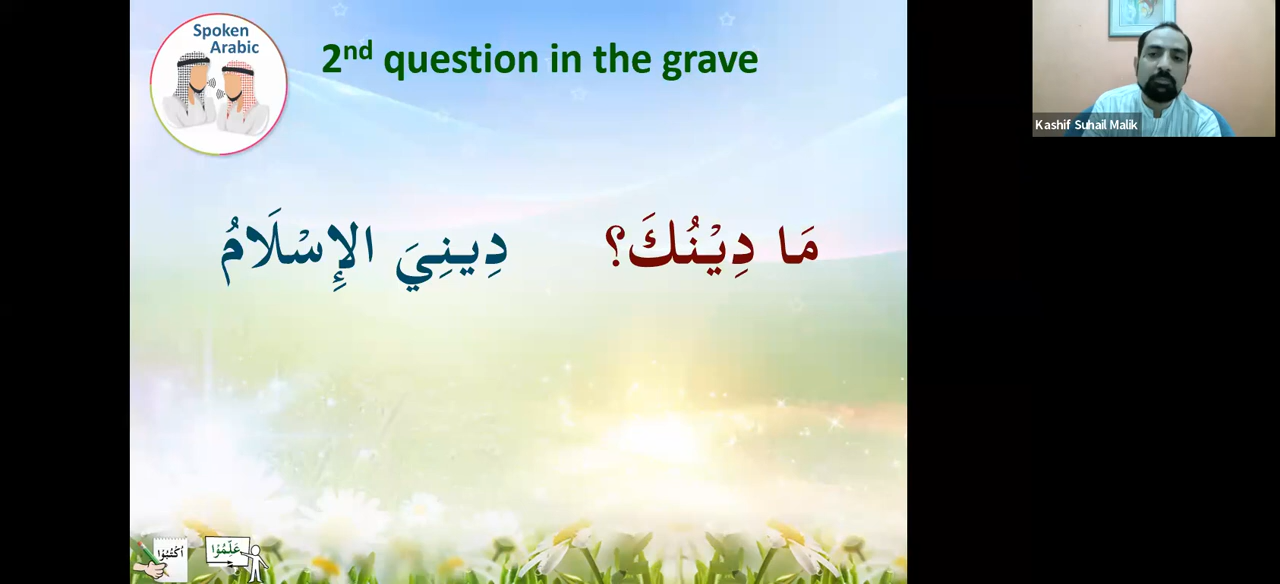 Spoken
Arabic
2nd question in the grave
Kashif Suhail Malik
مَا دِيْنُكَ؟ دِينِيَ الإِسْلَامُ
اُكْتُبُوْا
عَلِّمُوْا